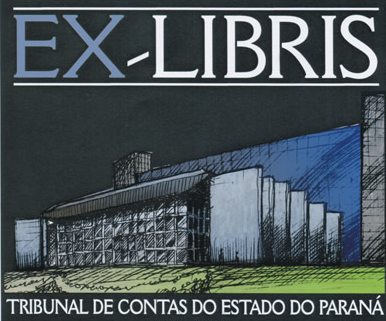 EX-LIBRIS
TRIBUNAL DE CONTAS DO ESTADO DO PARANÁ